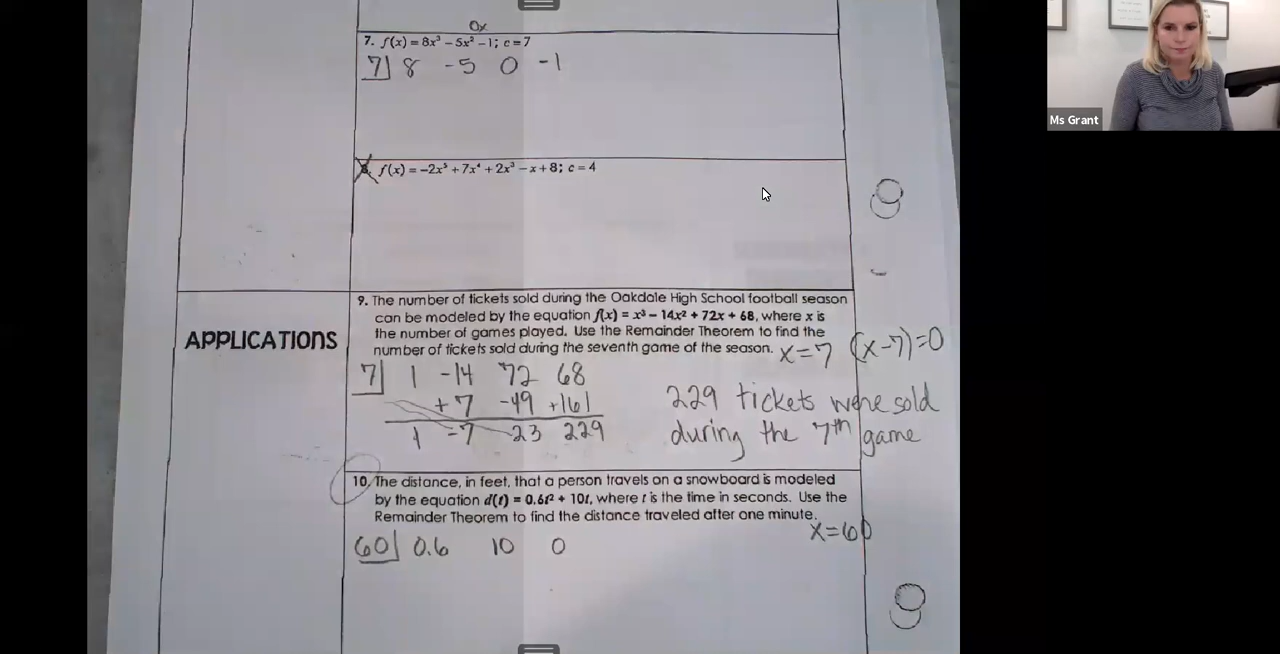 0x
7. f(x) = 8x³ – 5x² – 1; c = 7
7 8 -5 0 -1
8. f(x) = –2x⁵ + 7x⁴ + 2x³ – x + 8; c = 4
APPLICATIONS
9. The number of tickets sold during the Oakdale High School football season
can be modeled by the equation f(x) = x³ – 14x² + 72x + 68, where x is
the number of games played. Use the Remainder Theorem to find the
number of tickets sold during the seventh game of the season. x=7 (x-7)=0
7 1 -14 72 68
+7 -49 +161
1 -7 23 229
229 tickets were sold
during the 7th game
10. The distance, in feet, that a person travels on a snowboard is modeled
by the equation d(t) = 0.6t² + 10t, where t is the time in seconds. Use the
Remainder Theorem to find the distance traveled after one minute.
x=60
60 0.6 10 0
Ms Grant